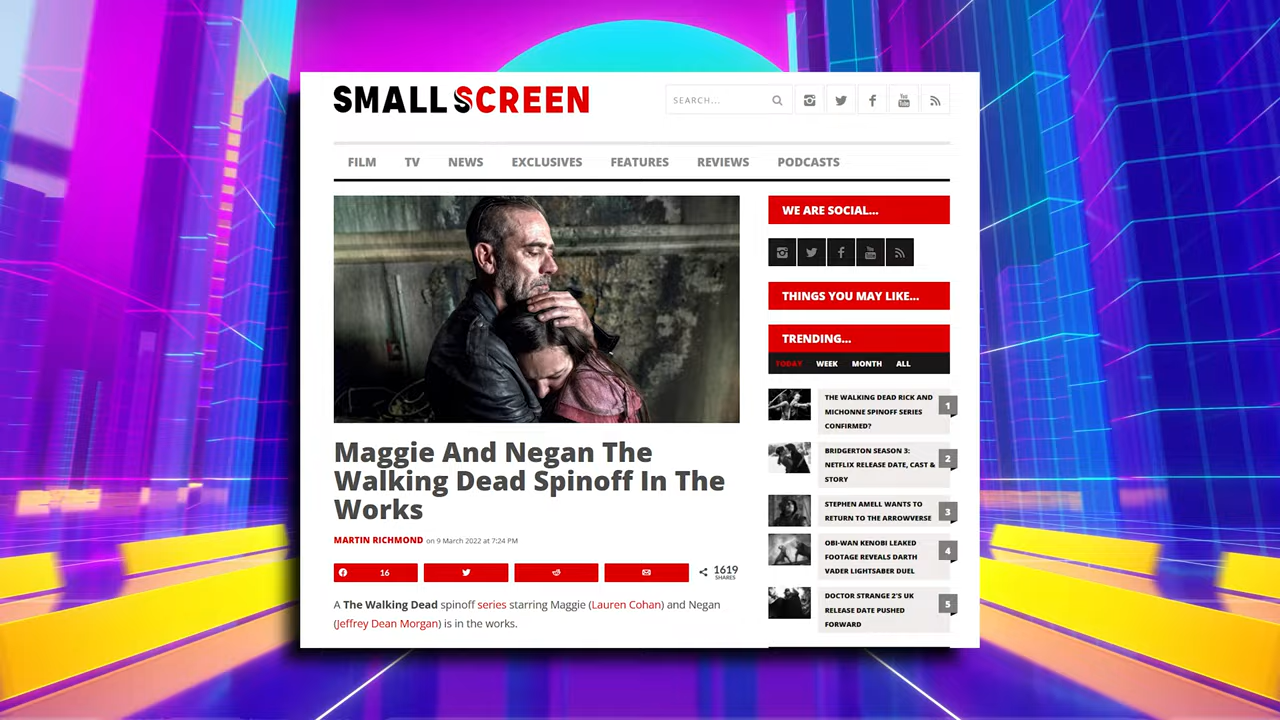 SMALL SCREEN
SEARCH...
You Tube
FILM TV NEWS EXCLUSIVES FEATURES REVIEWS PODCASTS
Maggie And Negan The
Walking Dead Spinoff In The
Works
MARTIN RICHMOND on 9 March 2022 at 7:24 PM
16
1619
SHARES
A The Walking Dead spinoff series starring Maggie (Lauren Cohan) and Negan
(Jeffrey Dean Morgan) is in the works.
WE ARE SOCIAL...
You Tube
THINGS YOU MAY LIKE...
TRENDING...
TODAY WEEK MONTH ALL
THE WALKING DEAD RICK AND
MICHONNE SPINOFF SERIES
CONFIRMED?
1
BRIDGERTON SEASON 3:
NETFLIX RELEASE DATE, CAST &
STORY
2
STEPHEN AMELL WANTS TO
RETURN TO THE ARROWVERSE
3
OBI-WAN KENOBI LEAKED
FOOTAGE REVEALS DARTH
VADER LIGHTSABER DUEL
4
DOCTOR STRANGE 2'S UK
RELEASE DATE PUSHED
FORWARD
5